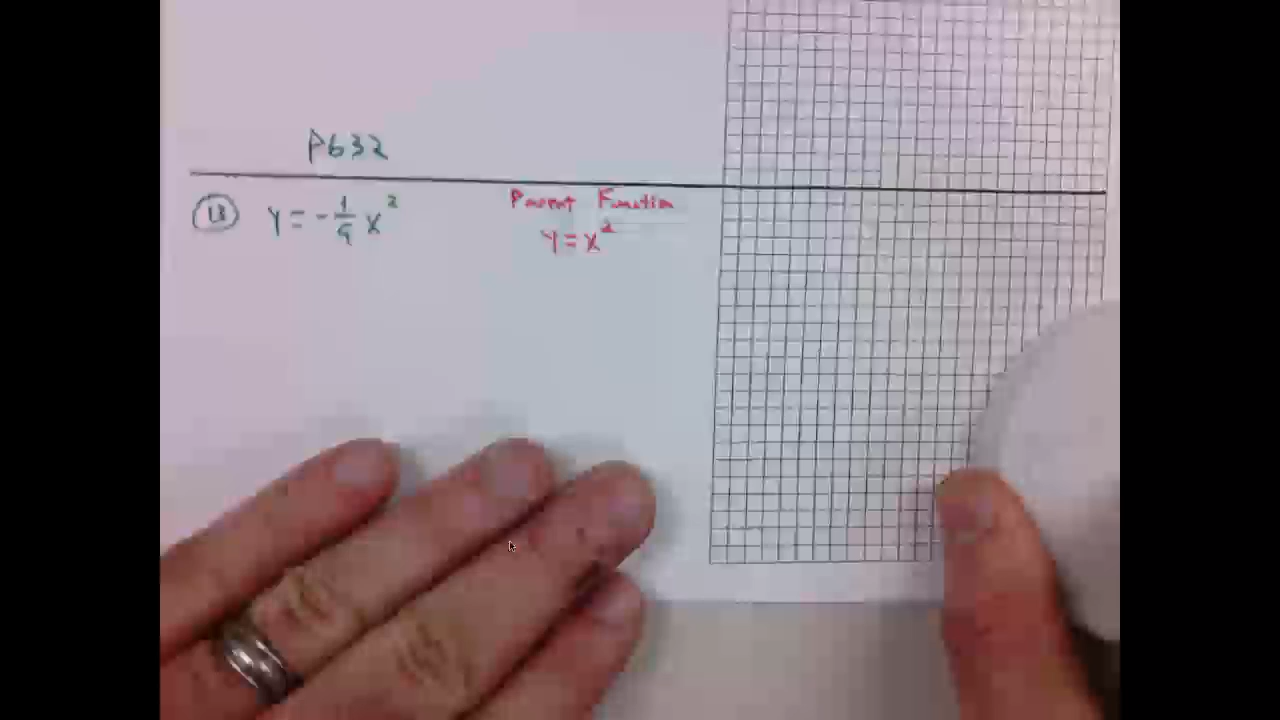 P632
13 y = -1/9 x²
Parent Function
y = x²